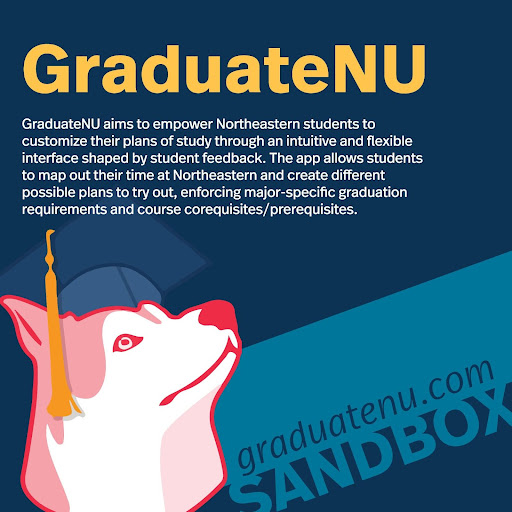 GraduateNU
GraduateNU aims to empower Northeastern students to
customize their plans of study through an intuitive and flexible
interface shaped by student feedback. The app allows students
to map out their time at Northeastern and create different
possible plans to try out, enforcing major-specific graduation
requirements and course corequisites/prerequisites.
graduatenu.com
SANDBOX